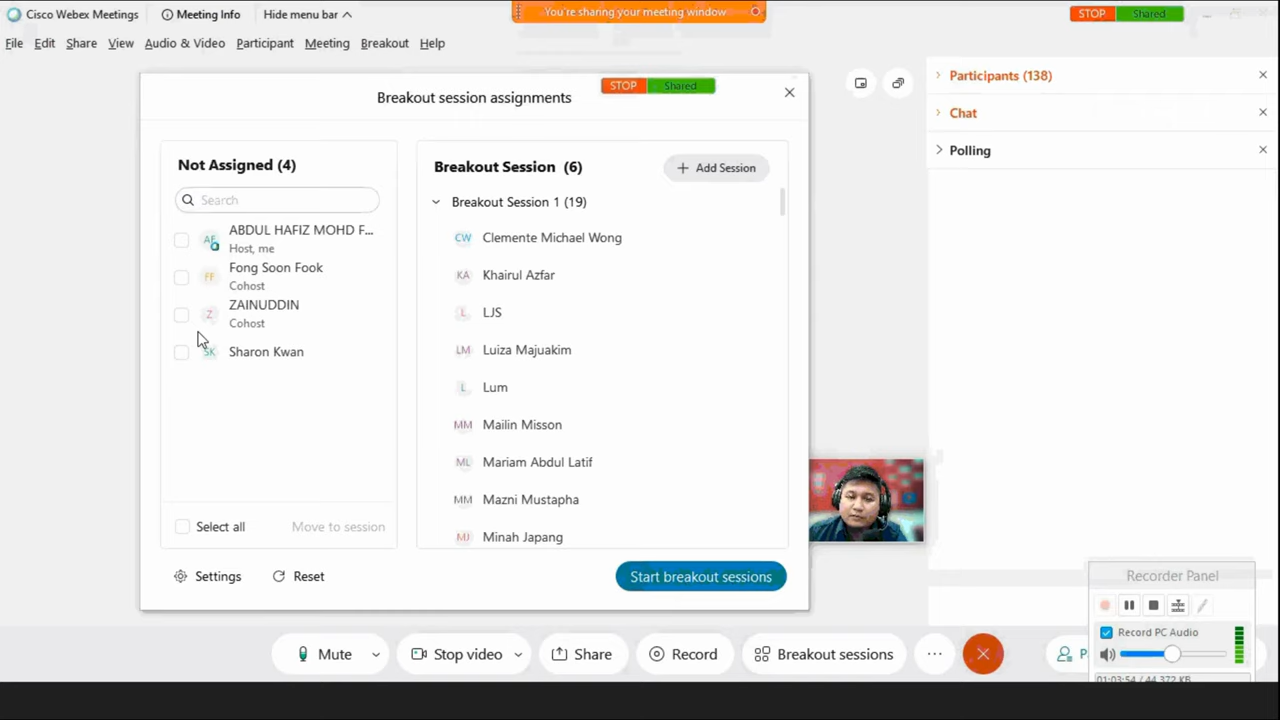 Cisco Webex Meetings
Meeting Info
Hide menu bar
You're sharing your meeting window
STOP
Shared
File Edit Share View Audio & Video Participant Meeting Breakout Help
Breakout session assignments
STOP
Shared
Not Assigned (4)
Search
ABDUL HAFIZ MOHD F...
Host, me
FF
Fong Soon Fook
Cohost
Z
ZAINUDDIN
Cohost
SK
Sharon Kwan
Select all
Move to session
Breakout Session (6)
Add Session
Breakout Session 1 (19)
CW Clemente Michael Wong
KA Khairul Azfar
L LJS
LM Luiza Majuakim
L Lum
MM Mailin Misson
ML Mariam Abdul Latif
MM Mazni Mustapha
MJ Minah Japang
Settings
Reset
Start breakout sessions
Participants (138)
Chat
Polling
Mute
Stop video
Share
Record
Breakout sessions
P
Recorder Panel
Record PC Audio
01:03:54 / 44,372 KB